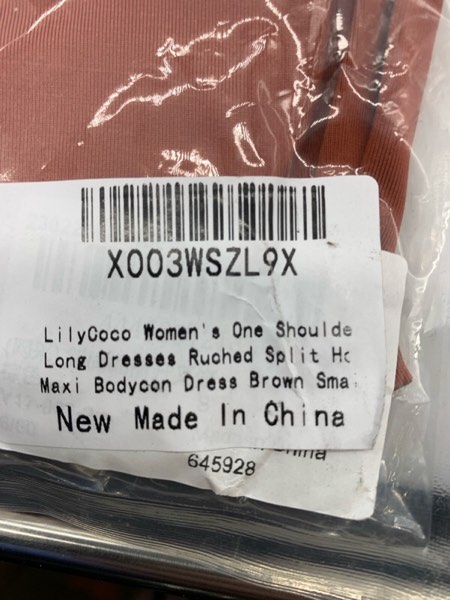 X003WSZL9X
LilyCoco Women's One Shoulde
Long Dresses Ruched Split Ho
Maxi Bodycon Dress Brown Sma
New Made In China
China
645928